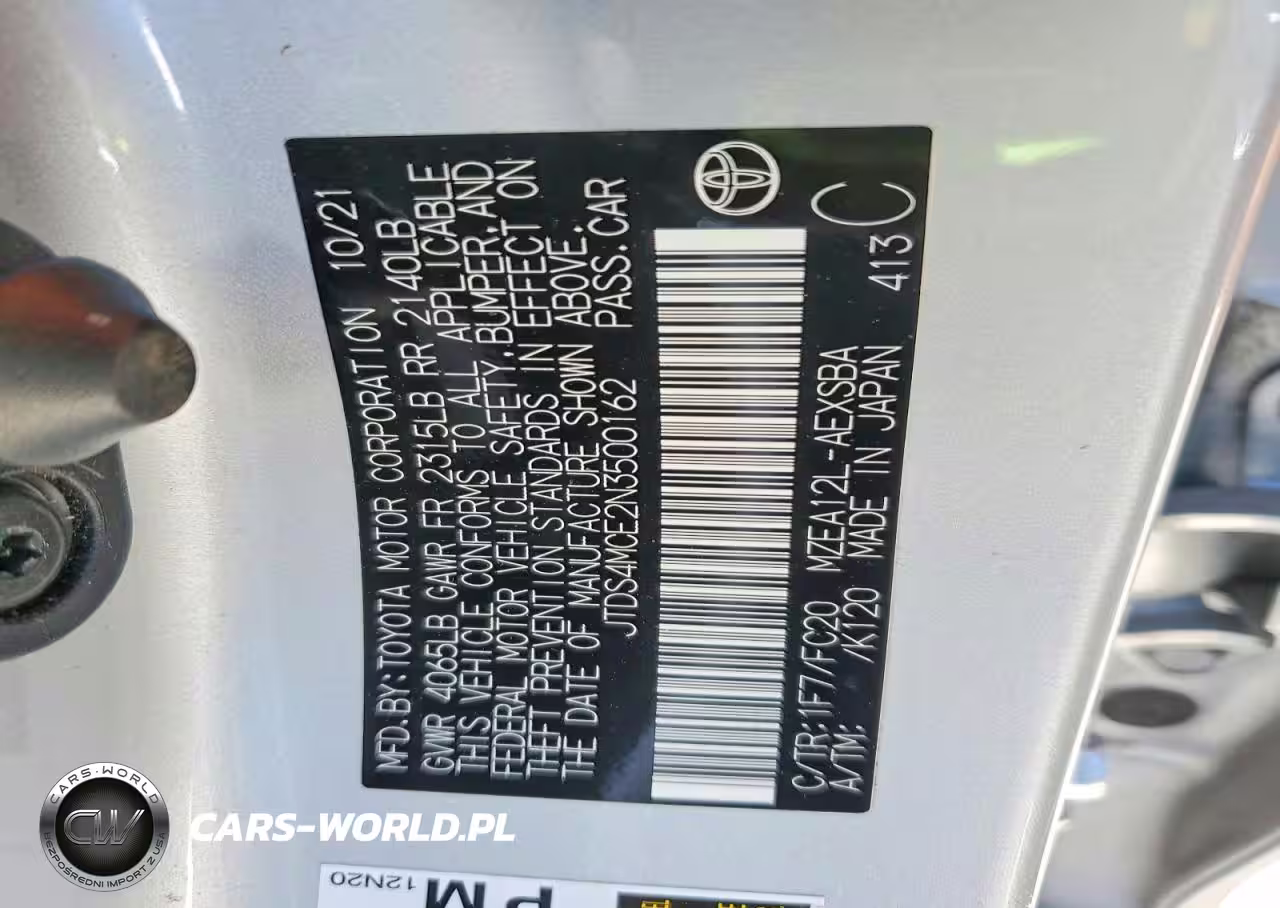 MFD.BY:TOYOTA MOTOR CORPORATION 10/21
GVWR 4065LB GAWR FR 2315LB RR 2140LB
THIS VEHICLE CONFORMS TO ALL APPLICABLE
FEDERAL MOTOR VEHICLE SAFETY,BUMPER,AND
THEFT PREVENTION STANDARDS IN EFFECT ON
THE DATE OF MANUFACTURE SHOWN ABOVE.
JTDS4MCE2N3500162 PASS.CAR
C/TR:1F7/FC20 MZEA12L-AEXSBA
A/TM: /K120 MADE IN JAPAN 413 C
12N20
PM
CARS-WORLD
CW
BEZPOŚREDNI IMPORT Z USA
CARS-WORLD.PL